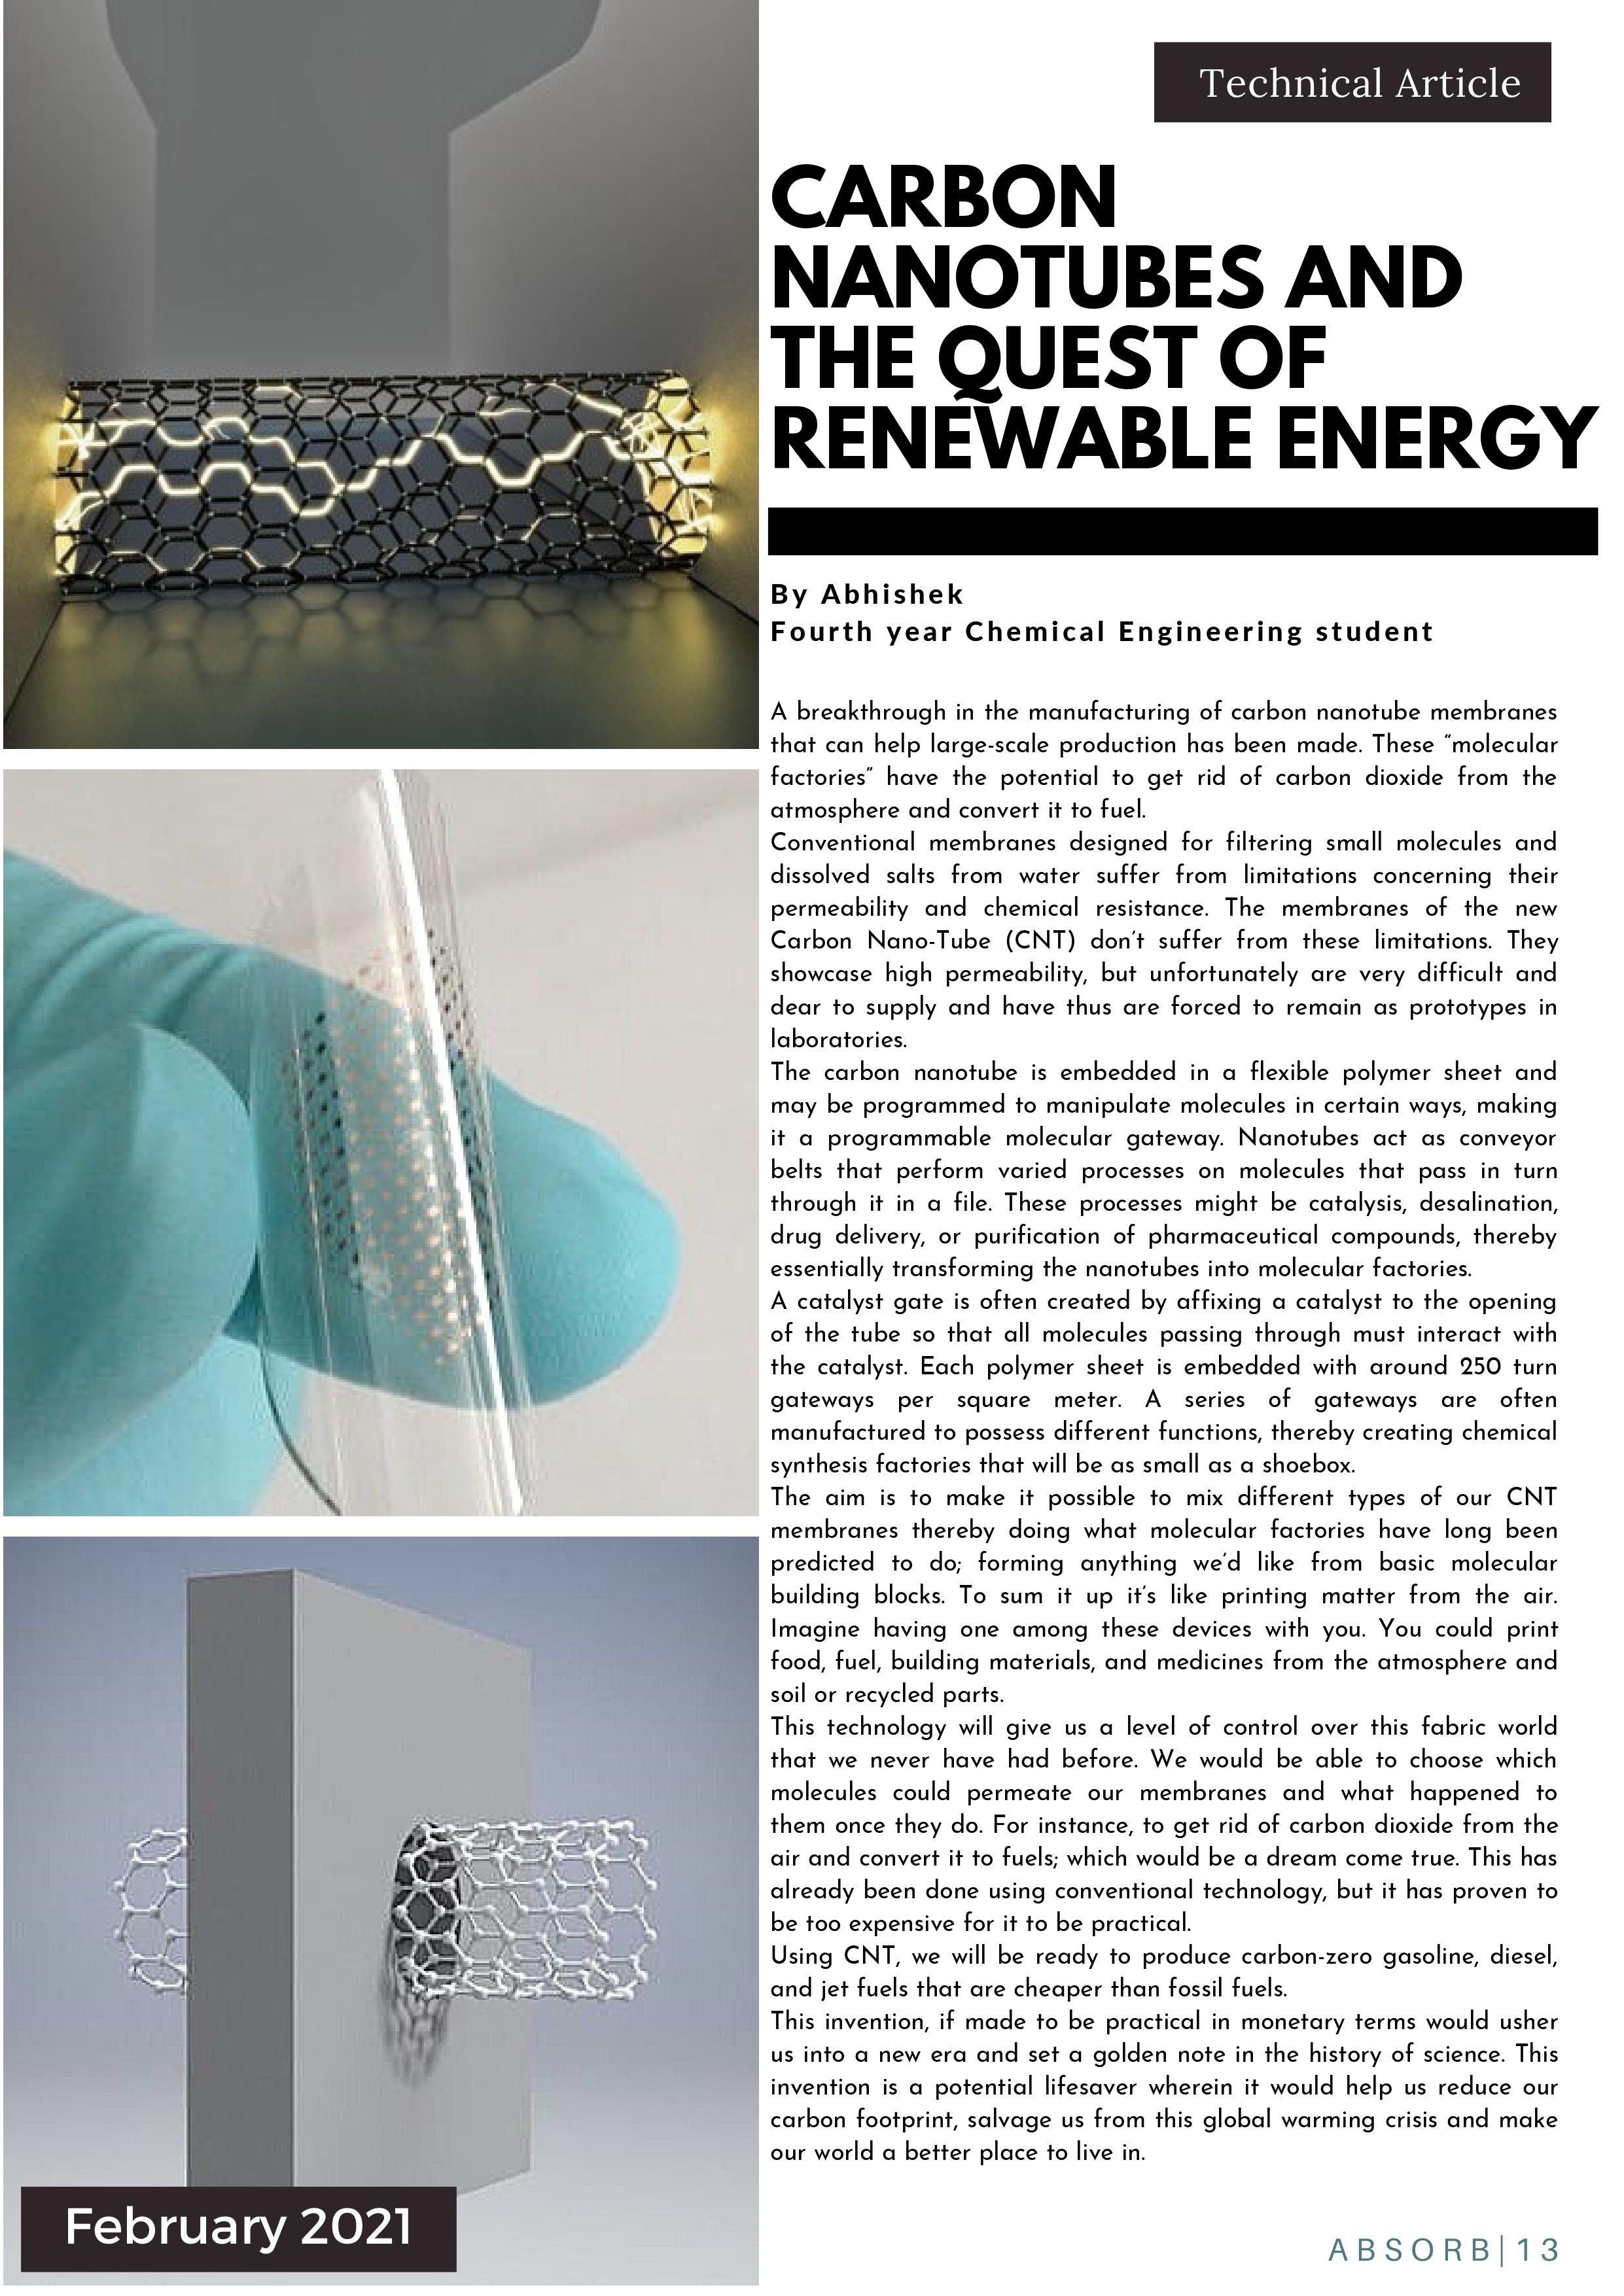 Technical Article
CARBON
NANOTUBES AND
THE QUEST OF
RENEWABLE ENERGY
By Abhishek
Fourth year Chemical Engineering student
A breakthrough in the manufacturing of carbon nanotube membranes
that can help large-scale production has been made. These “molecular
factories” have the potential to get rid of carbon dioxide from the
atmosphere and convert it to fuel.
Conventional membranes designed for filtering small molecules and
dissolved salts from water suffer from limitations concerning their
permeability and chemical resistance. The membranes of the new
Carbon Nano-Tube (CNT) don’t suffer from these limitations. They
showcase high permeability, but unfortunately are very difficult and
dear to supply and have thus are forced to remain as prototypes in
laboratories.
The carbon nanotube is embedded in a flexible polymer sheet and
may be programmed to manipulate molecules in certain ways, making
it a programmable molecular gateway. Nanotubes act as conveyor
belts that perform varied processes on molecules that pass in turn
through it in a file. These processes might be catalysis, desalination,
drug delivery, or purification of pharmaceutical compounds, thereby
essentially transforming the nanotubes into molecular factories.
A catalyst gate is often created by affixing a catalyst to the opening
of the tube so that all molecules passing through must interact with
the catalyst. Each polymer sheet is embedded with around 250 turn
gateways per square meter. A series of gateways are often
manufactured to possess different functions, thereby creating chemical
synthesis factories that will be as small as a shoebox.
The aim is to make it possible to mix different types of our CNT
membranes thereby doing what molecular factories have long been
predicted to do; forming anything we’d like from basic molecular
building blocks. To sum it up it’s like printing matter from the air.
Imagine having one among these devices with you. You could print
food, fuel, building materials, and medicines from the atmosphere and
soil or recycled parts.
This technology will give us a level of control over this fabric world
that we never have had before. We would be able to choose which
molecules could permeate our membranes and what happened to
them once they do. For instance, to get rid of carbon dioxide from the
air and convert it to fuels; which would be a dream come true. This has
already been done using conventional technology, but it has proven to
be too expensive for it to be practical.
Using CNT, we will be ready to produce carbon-zero gasoline, diesel,
and jet fuels that are cheaper than fossil fuels.
This invention, if made to be practical in monetary terms would usher
us into a new era and set a golden note in the history of science. This
invention is a potential lifesaver wherein it would help us reduce our
carbon footprint, salvage us from this global warming crisis and make
our world a better place to live in.
February 2021
ABSORB|13